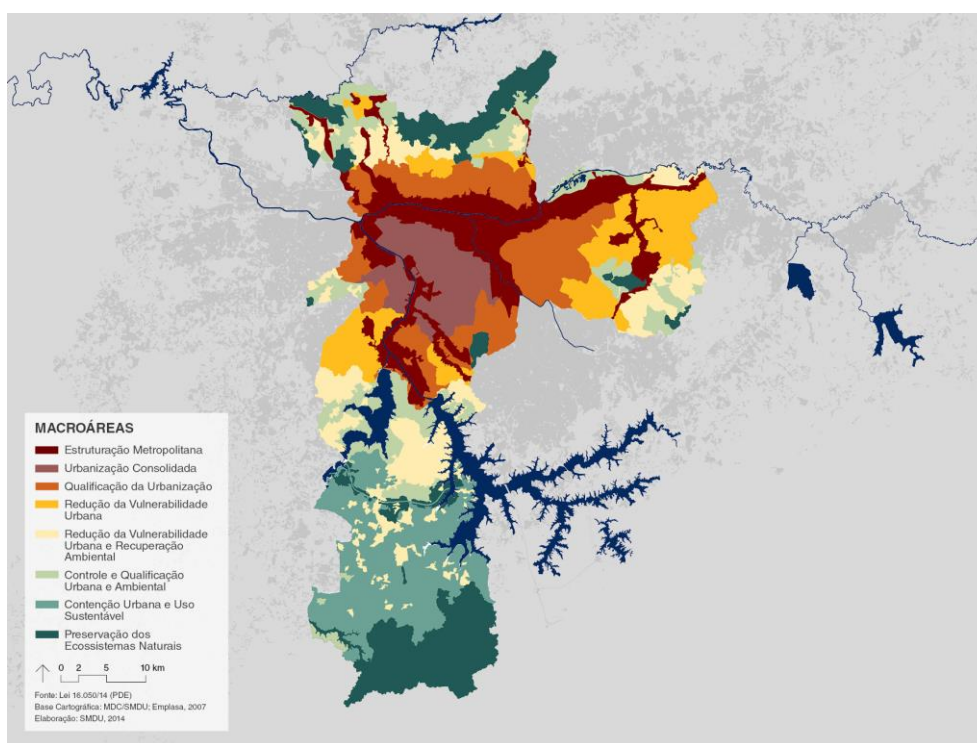 MACROÁREAS
Estruturação Metropolitana
Urbanização Consolidada
Qualificação da Urbanização
Redução da Vulnerabilidade
Urbana
Redução da Vulnerabilidade
Urbana e Recuperação
Ambiental
Controle e Qualificação
Urbana e Ambiental
Contenção Urbana e Uso
Sustentável
Preservação dos
Ecossistemas Naturais
0 2 5 10 km
Fonte: Lei 16.050/14 (PDE)
Base Cartográfica: MDC/SMDU; Emplasa, 2007
Elaboração: SMDU, 2014